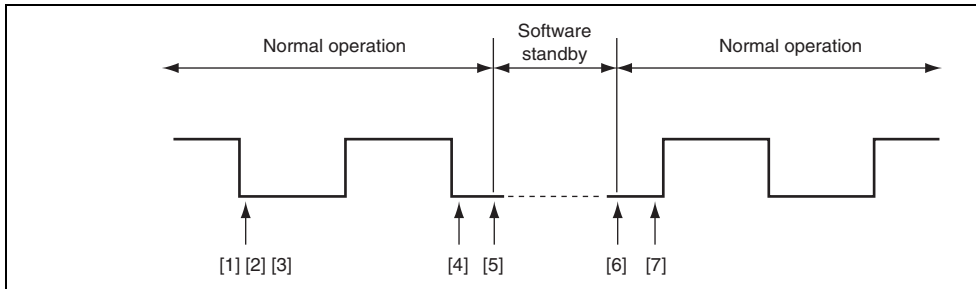 Normal operation
Software
standby
Normal operation
[1] [2] [3]
[4]
[5]
[6]
[7]